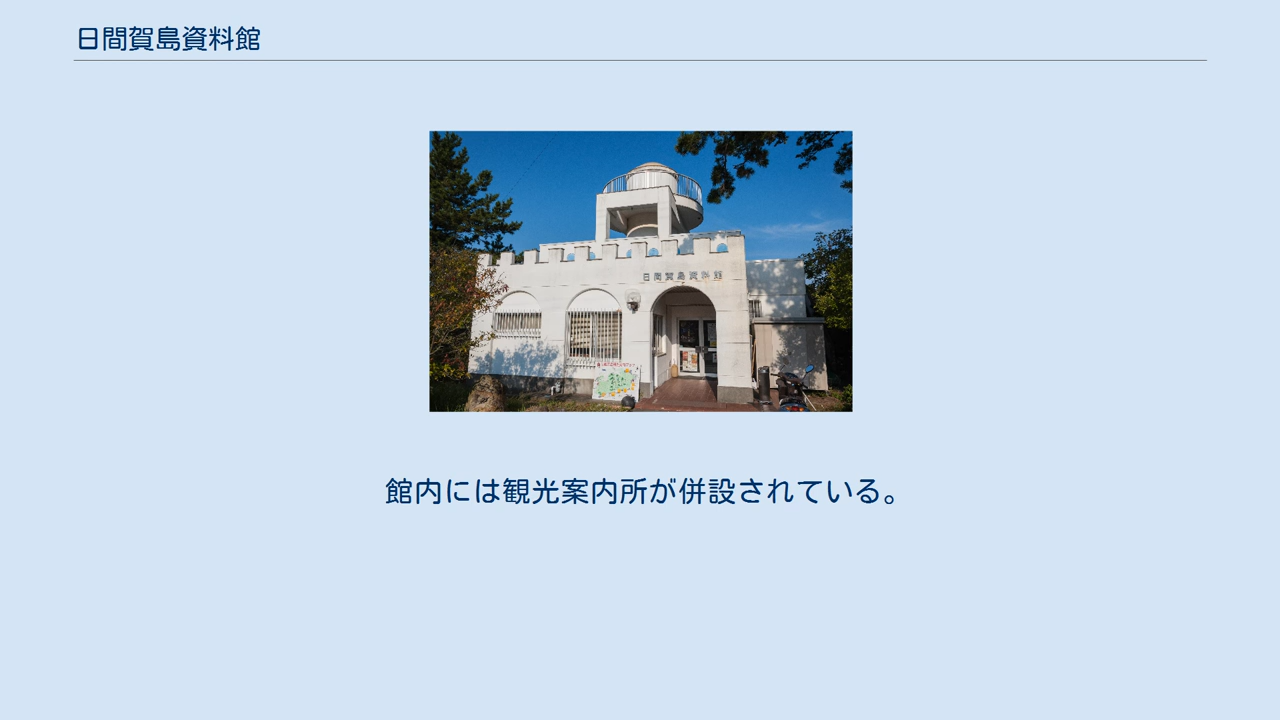 日間賀島資料館
日間賀島資料館
館内には観光案内所が併設されている。